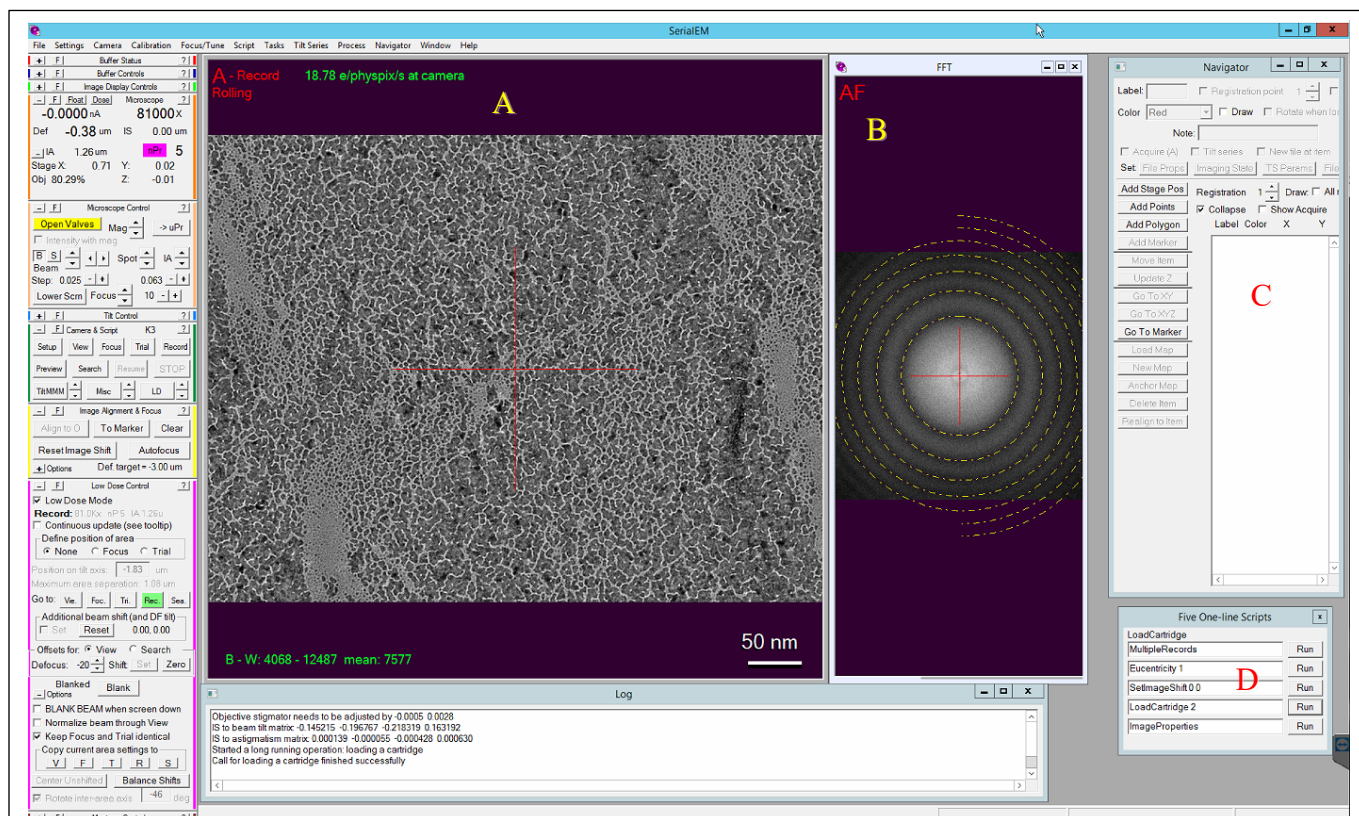 SerialEM
File Settings Camera Calibration Focus/Tune Script Tasks Tilt Series Process Navigator Window Help
+ F Buffer Status ?
+ F Buffer Controls ?
+ F Image Display Controls ?
- F Float Dose Microscope ?
-0.0000 nA 81000 X
Def -0.38 um IS 0.00 um
- IA 1.26 um nPr 5
Stage X: 0.71 Y: 0.02
Obj 80.29% Z: -0.01
- F Microscope Control ?
Open Valves Mag -> uPr
Intensity with mag
B S Spot IA
Beam
Step: 0.025 - + 0.063 - +
Lower Scrn Focus 10 - +
+ F Tilt Control ?
- F Camera & Script K3 ?
Setup View Focus Trial Record
Preview Search Resume STOP
TiltMMM Misc LD
- F Image Alignment & Focus ?
Align to O To Marker Clear
Reset Image Shift Autofocus
+ Options Def. target = -3.00 um
- F Low Dose Control ?
Low Dose Mode
Record: 81.0Kx nP 5 IA 1.26u
Continuous update (see tooltip)
Define position of area
None Focus Trial
Position on tilt axis: -1.83 um
Maximum area separation: 1.08 um
Go to: Vie. Foc. Tri. Rec. Sea.
Additional beam shift (and DF tilt)
Set Reset 0.00, 0.00
Offsets for: View Search
Defocus: -20 Shift: Set Zero
Blanked Blank
- Options
BLANK BEAM when screen down
Normalize beam through View
Keep Focus and Trial identical
Copy current area settings to
V F T R S
Center Unshifted Balance Shifts
Rotate inter-area axis -46 deg
A - Record 18.78 e/physpix/s at camera
Rolling
A
B - W: 4068 - 12487 mean: 7577
50 nm
FFT
AF
B
Navigator
Label: Registration point 1
Color Red Draw Rotate when loa
Note:
Acquire (A) Tilt series New file at item
Set: File Props Imaging State TS Params File
Add Stage Pos Registration 1 Draw: All r
Add Points Collapse Show Acquire
Add Polygon Label Color X Y
Add Marker
Move Item
Update Z
Go To XY
Go To XYZ
Go To Marker
Load Map
New Map
Anchor Map
Delete Item
Realign to Item
C
Five One-line Scripts
LoadCartridge
MultipleRecords Run
Eucentricity 1 Run
SetImageShift 0 0 Run
LoadCartridge 2 Run
ImageProperties Run
D
Log
Objective stigmator needs to be adjusted by -0.0005 0.0028
IS to beam tilt matrix: -0.145215 -0.196767 -0.218319 0.163192
IS to astigmatism matrix: 0.000139 -0.000055 -0.000428 0.000630
Started a long running operation: loading a cartridge
Call for loading a cartridge finished successfully